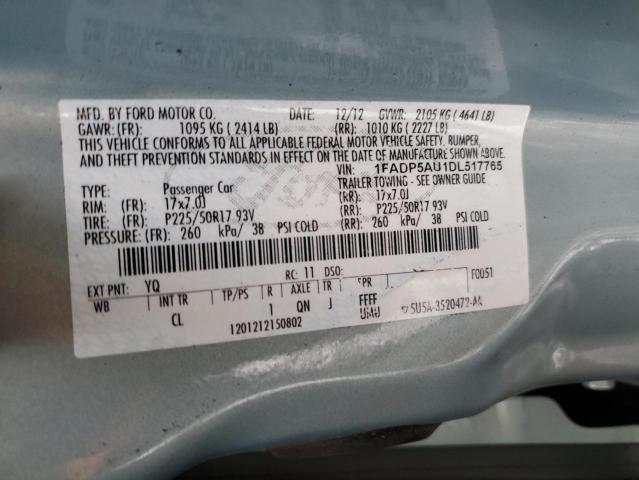 MFD. BY FORD MOTOR CO. DATE: 12/12 GVWR: 2105 KG ( 4641 LB)
GAWR: (FR): 1095 KG ( 2414 LB) (RR): 1010 KG ( 2227 LB)
THIS VEHICLE CONFORMS TO ALL APPLICABLE FEDERAL MOTOR VEHICLE SAFETY, BUMPER,
AND THEFT PREVENTION STANDARDS IN EFFECT ON THE DATE OF MANUFACTURE SHOWN ABOVE
VIN: 1FADP5AU1DL517765
TYPE: Passenger Car TRAILER TOWING - SEE OWNER GUIDE
RIM: (FR): 17x7.0J 17x7.0J
TIRE: (FR): P225/50R17 93V (RR): P225/50R17 93V
PRESSURE: (FR): 260 kPa/ 38 PSI COLD (RR): 260 kPa/ 38 PSI COLD
EXT PNT: YQ RC: 11 DSO: F0U51
WB INT TR TP/PS R AXLE TR
CL 1 QN J FFFF
1201212150802